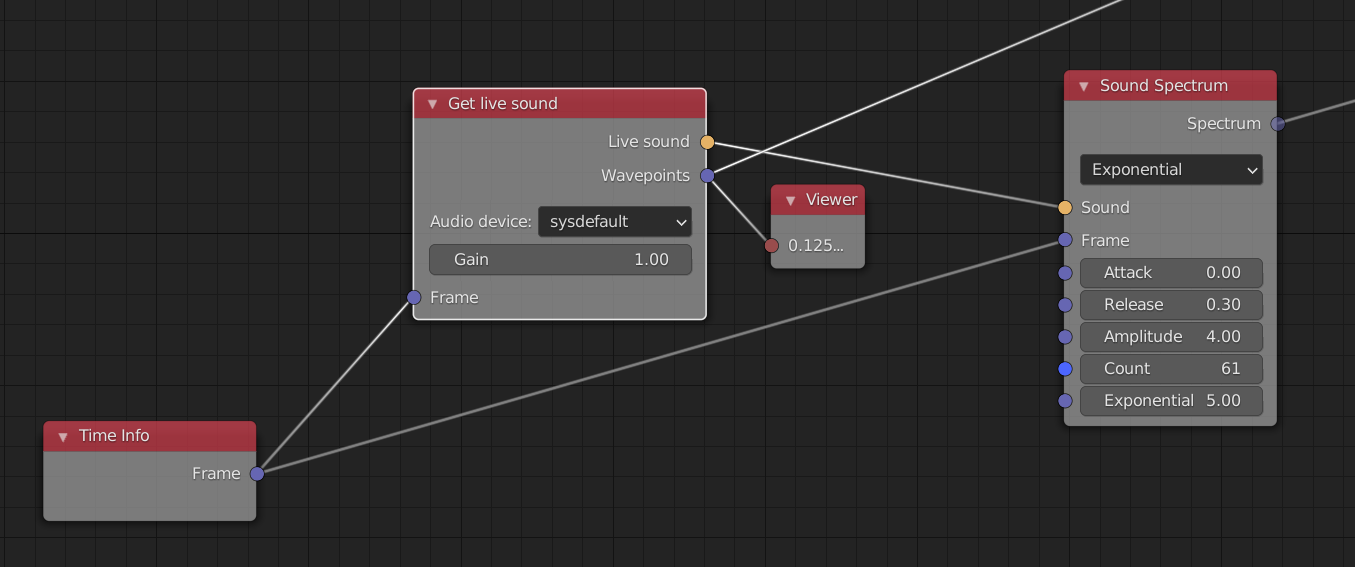 Get live sound
Live sound
Wavepoints
Audio device: sysdefault
Gain 1.00
Frame
Time Info
Frame
Viewer
0.125...
Sound Spectrum
Spectrum
Exponential
Sound
Frame
Attack 0.00
Release 0.30
Amplitude 4.00
Count 61
Exponential 5.00